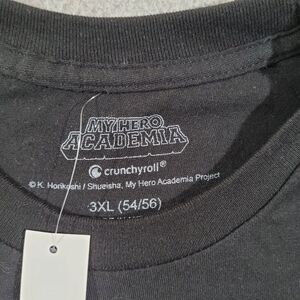 MY HERO
ACADEMIA
crunchyroll®
© K. Horikoshi / Shueisha, My Hero Academia Project
3XL (54/56)